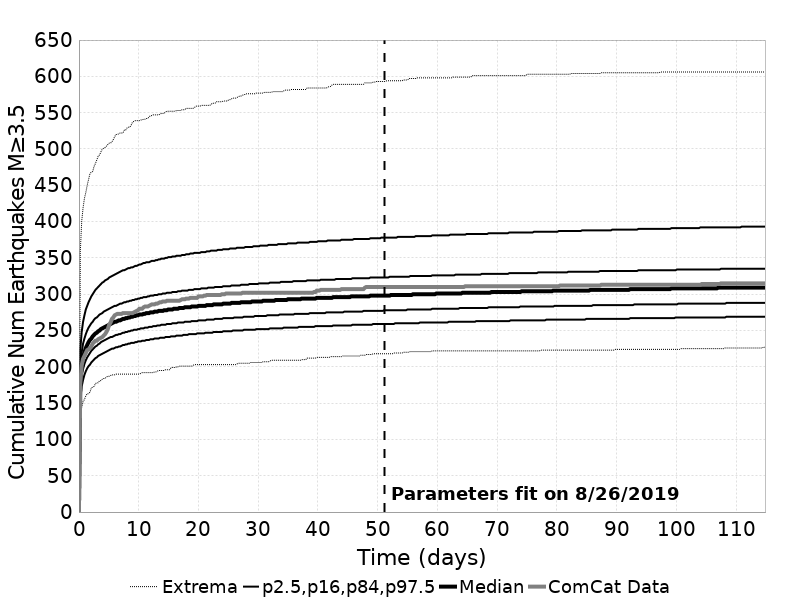 650
600
550
500
450
400
350
300
250
200
150
100
50
0
Cumulative Num Earthquakes M≥3.5
Parameters fit on 8/26/2019
0 10 20 30 40 50 60 70 80 90 100 110
Time (days)
Extrema p2.5,p16,p84,p97.5 Median ComCat Data